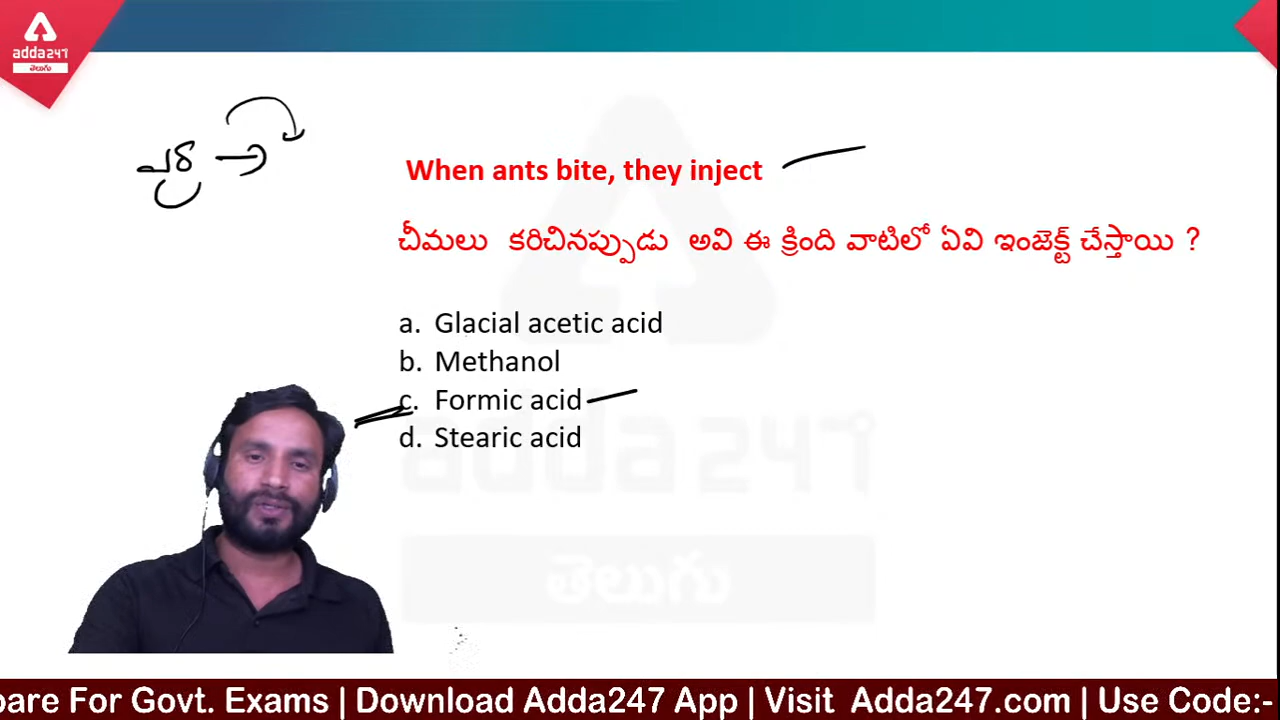 adda247
తెలుగు
When ants bite, they inject
చీమలు కరిచినప్పుడు అవి ఈ క్రింది వాటిలో ఏవి ఇంజెక్ట్ చేస్తాయి ?
a. Glacial acetic acid
b. Methanol
c. Formic acid
d. Stearic acid
adda247
తెలుగు
pare For Govt. Exams | Download Adda247 App | Visit Adda247.com | Use Code:-